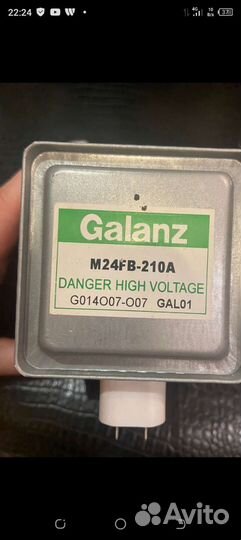 22:24
Galanz
M24FB-210A
DANGER HIGH VOLTAGE
G014O07-O07 GAL01
Avito